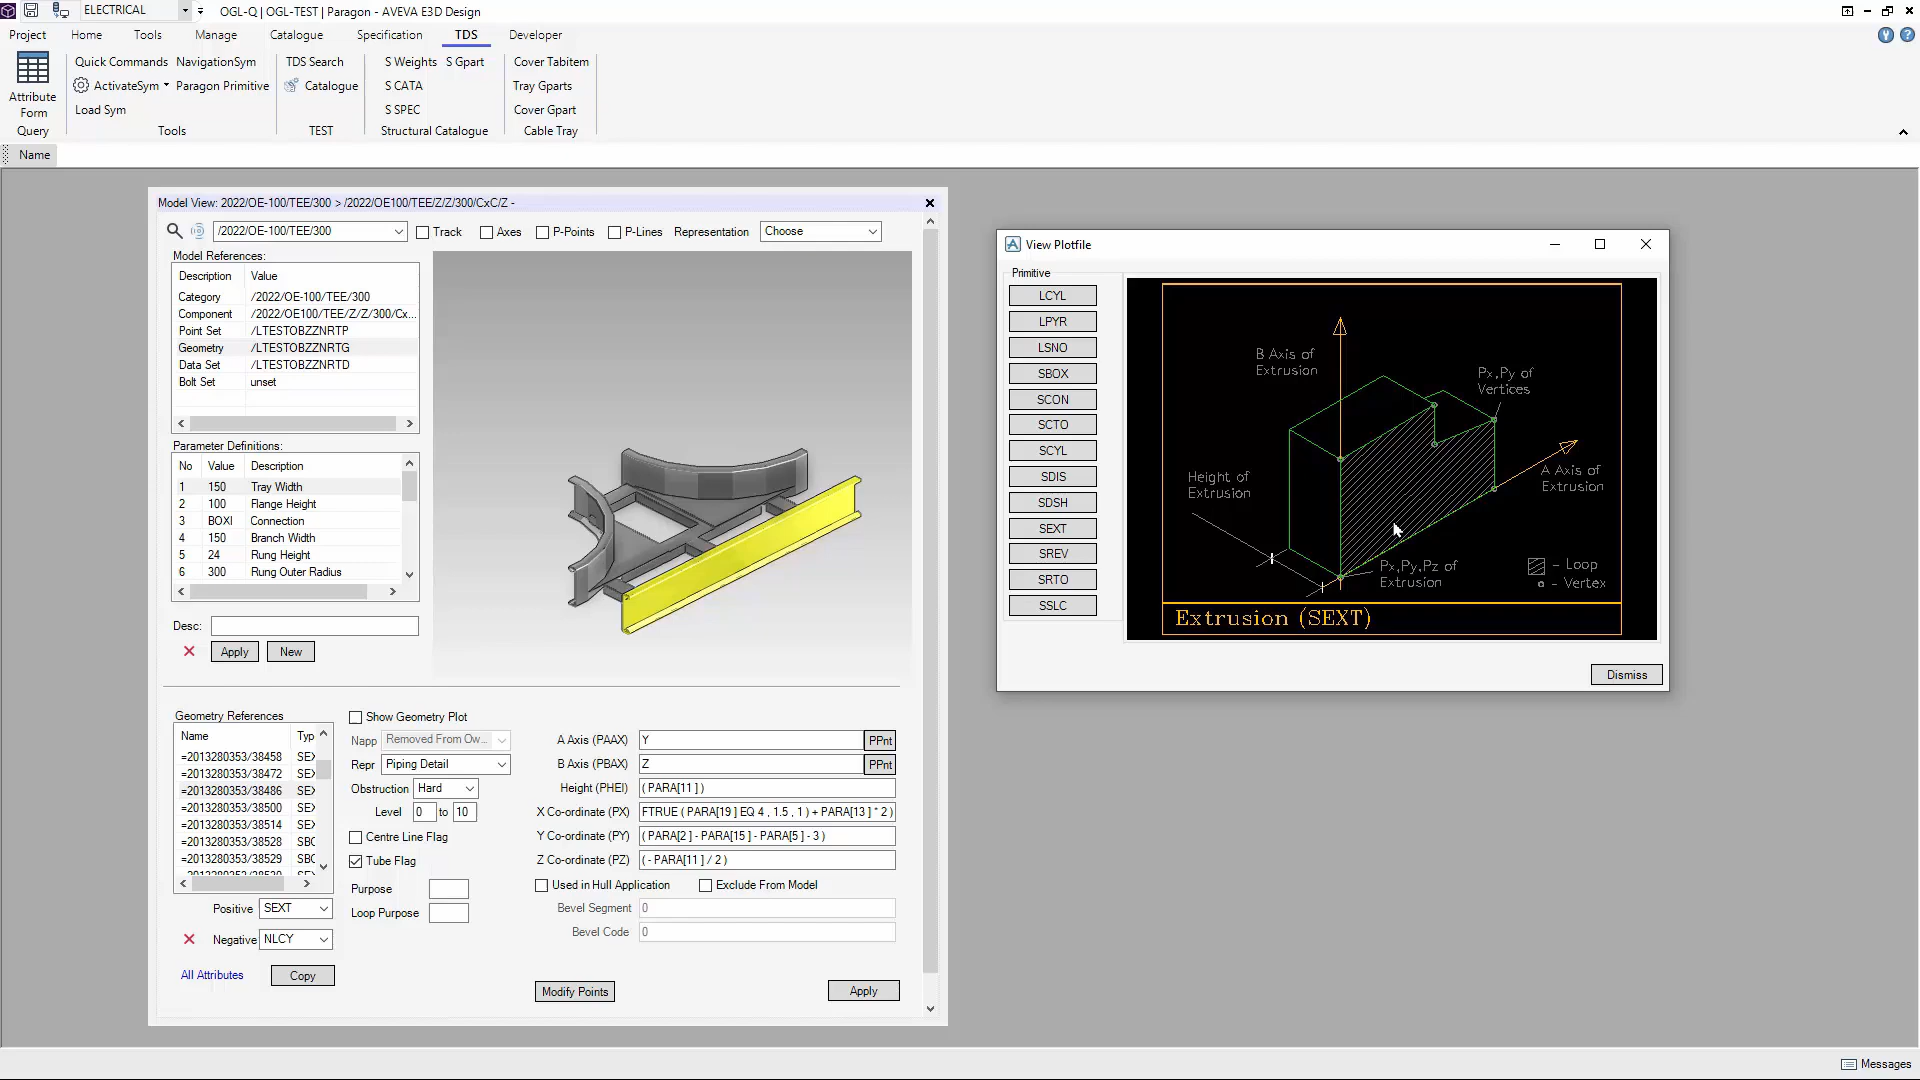 ELECTRICAL
OGL-Q | OGL-TEST | Paragon - AVEVA E3D Design
Project Home Tools Manage Catalogue Specification TDS Developer
Attribute Form
Query
Quick Commands NavigationSym
ActivateSym Paragon Primitive
Load Sym
Tools
TDS Search
Catalogue
TEST
S Weights S Gpart
S CATA
S SPEC
Structural Catalogue
Cover Tabitem
Tray Gparts
Cover Gpart
Cable Tray
Name
Model View: 2022/OE-100/TEE/300 > /2022/OE100/TEE/Z/Z/300/CxC/Z -
/2022/OE-100/TEE/300 Track Axes P-Points P-Lines Representation Choose
Model References:
Description Value
Category /2022/OE-100/TEE/300
Component /2022/OE100/TEE/Z/Z/300/Cx...
Point Set /LTESTOBZZNRTP
Geometry /LTESTOBZZNRTG
Data Set /LTESTOBZZNRTD
Bolt Set unset
Parameter Definitions:
No Value Description
1 150 Tray Width
2 100 Flange Height
3 BOXI Connection
4 150 Branch Width
5 24 Rung Height
6 300 Rung Outer Radius
Desc:
Apply New
Geometry References
Name Typ
=2013280353/38458 SEX
=2013280353/38472 SEX
=2013280353/38486 SEX
=2013280353/38500 SEX
=2013280353/38514 SEX
=2013280353/38528 SBO
=2013280353/38529 SBO
Positive SEXT
Negative NLCY
All Attributes Copy
Show Geometry Plot
Napp Removed From Ow...
Repr Piping Detail
Obstruction Hard
Level 0 to 10
Centre Line Flag
Tube Flag
Purpose
Loop Purpose
A Axis (PAAX) Y PPnt
B Axis (PBAX) Z PPnt
Height (PHEI) ( PARA[11 ] )
X Co-ordinate (PX) FTRUE ( PARA[19 ] EQ 4 , 1.5 , 1 ) + PARA[13 ] * 2 )
Y Co-ordinate (PY) ( PARA[2 ] - PARA[15 ] - PARA[5 ] - 3 )
Z Co-ordinate (PZ) ( - PARA[11 ] / 2 )
Used in Hull Application Exclude From Model
Bevel Segment 0
Bevel Code 0
Modify Points Apply
View Plotfile
Primitive
LCYL
LPYR
LSNO
SBOX
SCON
SCTO
SCYL
SDIS
SDSH
SEXT
SREV
SRTO
SSLC
B Axis of
Extrusion
Px,Py of
Vertices
Height of
Extrusion
A Axis of
Extrusion
Px,Py,Pz of
Extrusion
- Loop
- Vertex
Extrusion (SEXT)
Dismiss
Messages